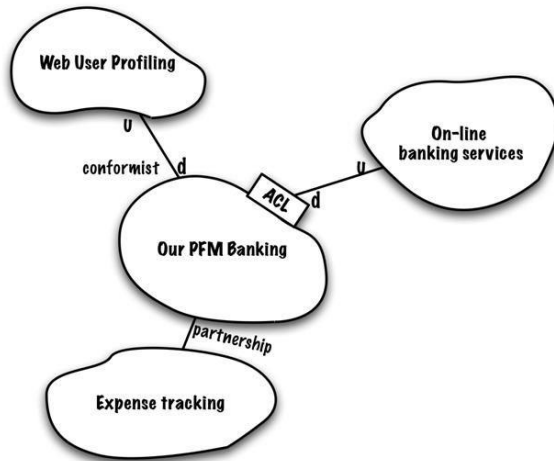 Web User Profiling
u
conformist
d
On-line
banking services
u
ACL
d
Our PFM Banking
partnership
Expense tracking